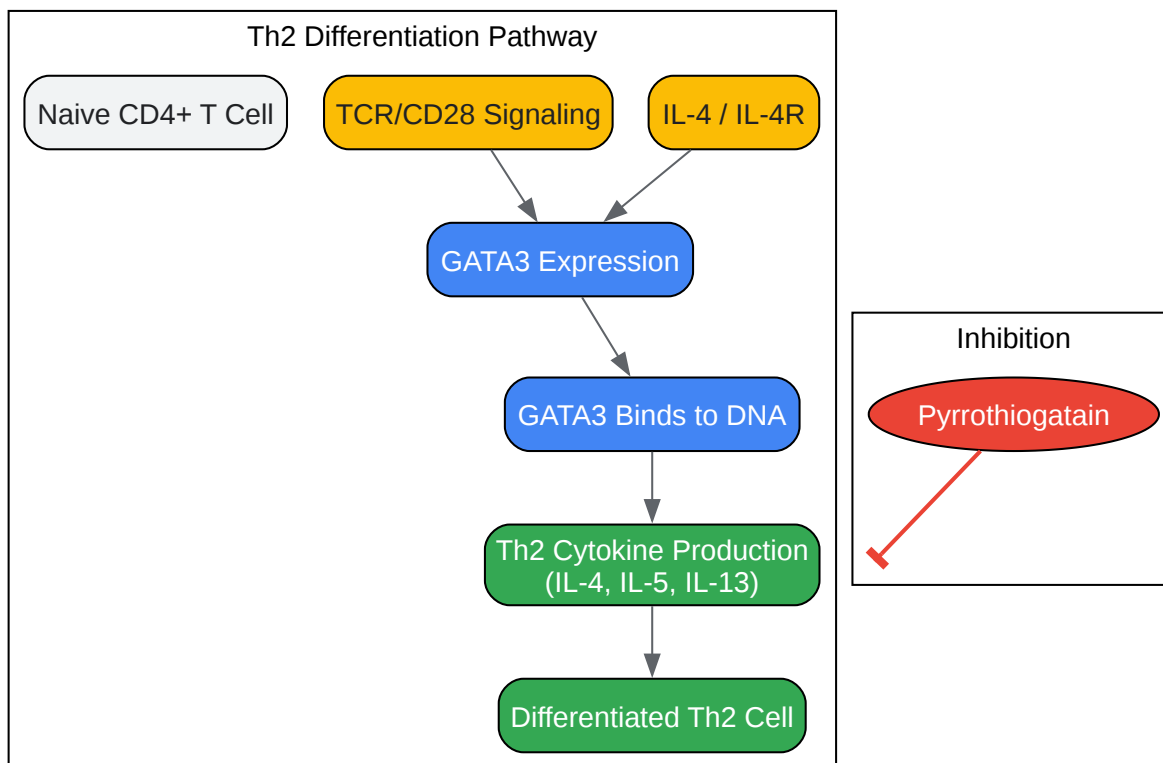 Th2 Differentiation Pathway
Naive CD4+ T Cell
TCR/CD28 Signaling
IL-4 / IL-4R
GATA3 Expression
Inhibition
GATA3 Binds to DNA
Pyrrothiogatain
Th2 Cytokine Production
(IL-4, IL-5, IL-13)
Differentiated Th2 Cell